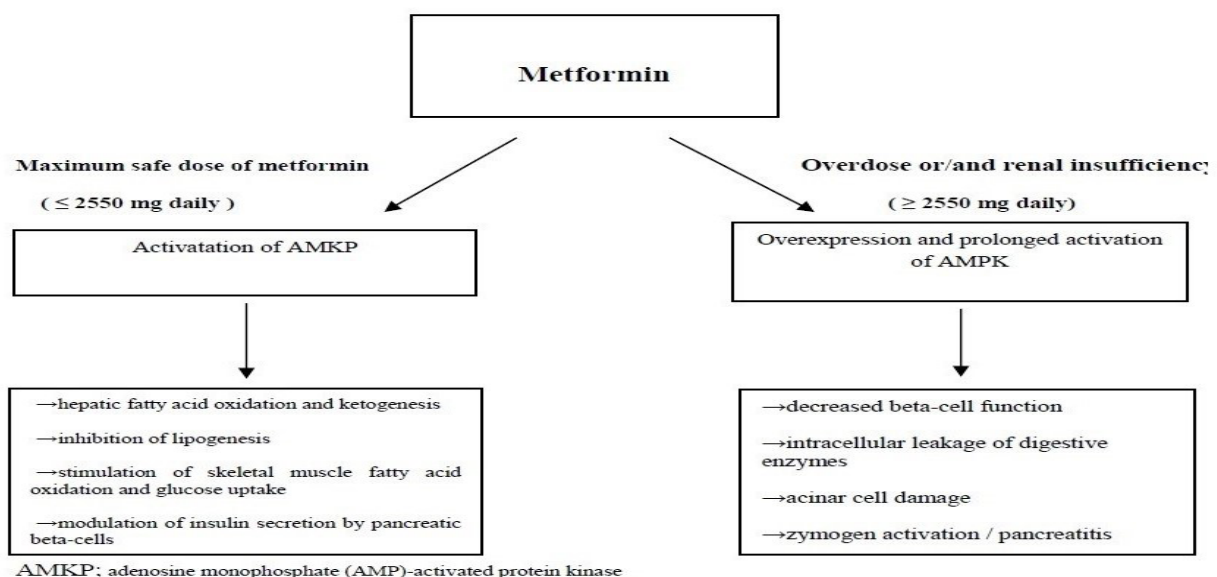 Metformin
Maximum safe dose of metformin
( ≤ 2550 mg daily )
Overdose or/and renal insufficiency
( ≥ 2550 mg daily)
Activatation of AMKP
Overexpression and prolonged activation
of AMPK
→hepatic fatty acid oxidation and ketogenesis
→inhibition of lipogenesis
→stimulation of skeletal muscle fatty acid
oxidation and glucose uptake
→modulation of insulin secretion by pancreatic
beta-cells
→decreased beta-cell function
→intracellular leakage of digestive
enzymes
→acinar cell damage
→zymogen activation / pancreatitis
AMKP; adenosine monophosphate (AMP)-activated protein kinase